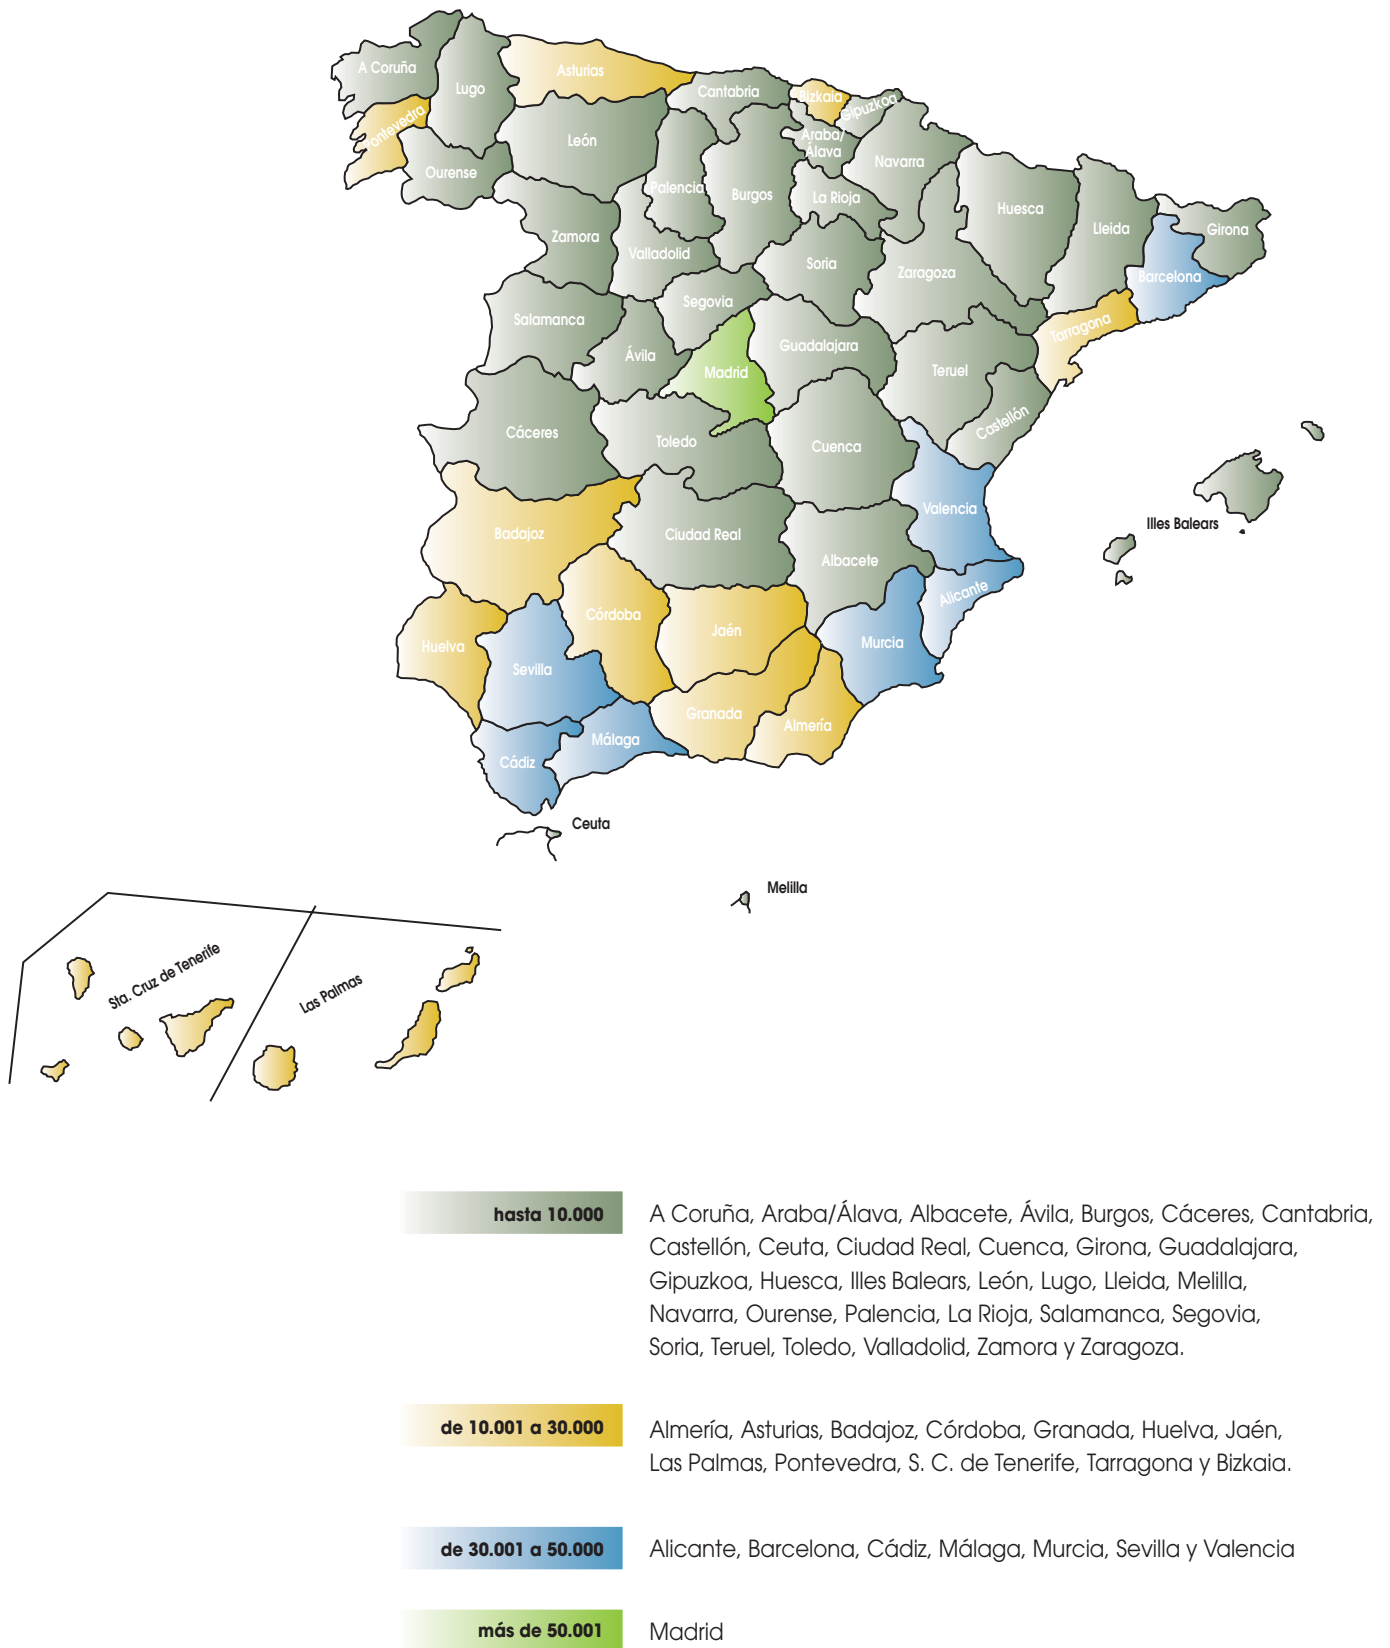 A Coruña
Lugo
Asturias
Cantabria
Bizkaia
Gipuzkoa
Pontevedra
Ourense
León
Palencia
Burgos
Araba/
Álava
Navarra
La Rioja
Huesca
Lleida
Girona
Barcelona
Zamora
Valladolid
Soria
Zaragoza
Segovia
Salamanca
Ávila
Madrid
Guadalajara
Teruel
Tarragona
Castellón
Cáceres
Toledo
Cuenca
Valencia
Illes Balears
Badajoz
Ciudad Real
Albacete
Alicante
Huelva
Sevilla
Córdoba
Jaén
Murcia
Granada
Almería
Málaga
Cádiz
Ceuta
Melilla
Sta. Cruz de Tenerife
Las Palmas
hasta 10.000
A Coruña, Araba/Álava, Albacete, Ávila, Burgos, Cáceres, Cantabria,
Castellón, Ceuta, Ciudad Real, Cuenca, Girona, Guadalajara,
Gipuzkoa, Huesca, Illes Balears, León, Lugo, Lleida, Melilla,
Navarra, Ourense, Palencia, La Rioja, Salamanca, Segovia,
Soria, Teruel, Toledo, Valladolid, Zamora y Zaragoza.
de 10.001 a 30.000
Almería, Asturias, Badajoz, Córdoba, Granada, Huelva, Jaén,
Las Palmas, Pontevedra, S. C. de Tenerife, Tarragona y Bizkaia.
de 30.001 a 50.000
Alicante, Barcelona, Cádiz, Málaga, Murcia, Sevilla y Valencia
más de 50.001
Madrid